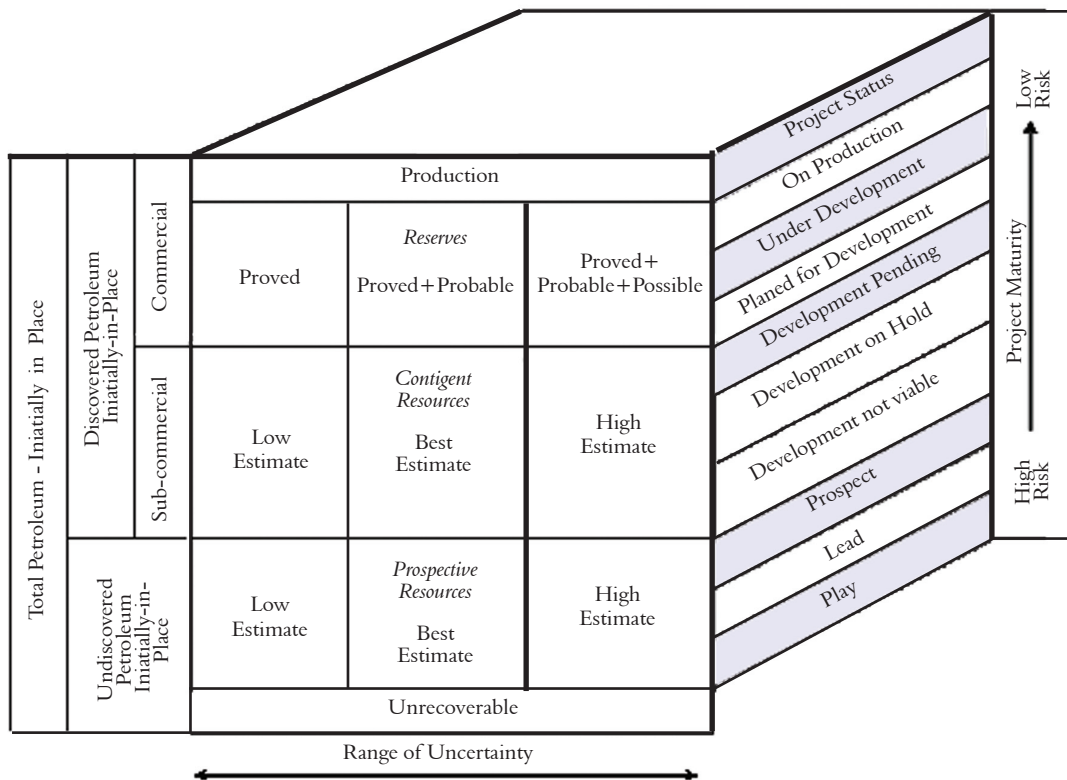 Total Petroleum - Iniatially in Place
Discovered Petroleum
Iniatially-in-Place
Commercial
Sub-commercial
Undiscovered
Petroleum
Iniatially-in-
Place
Production
Proved
Reserves
Proved+Probable
Proved+
Probable+Possible
Low
Estimate
Contigent
Resources
Best
Estimate
High
Estimate
Low
Estimate
Prospective
Resources
Best
Estimate
High
Estimate
Unrecoverable
Range of Uncertainty
Project Status
On Production
Under Development
Planed for Development
Development Pending
Development on Hold
Development not viable
Prospect
Lead
Play
Low
Risk
Project Maturity
High
Risk